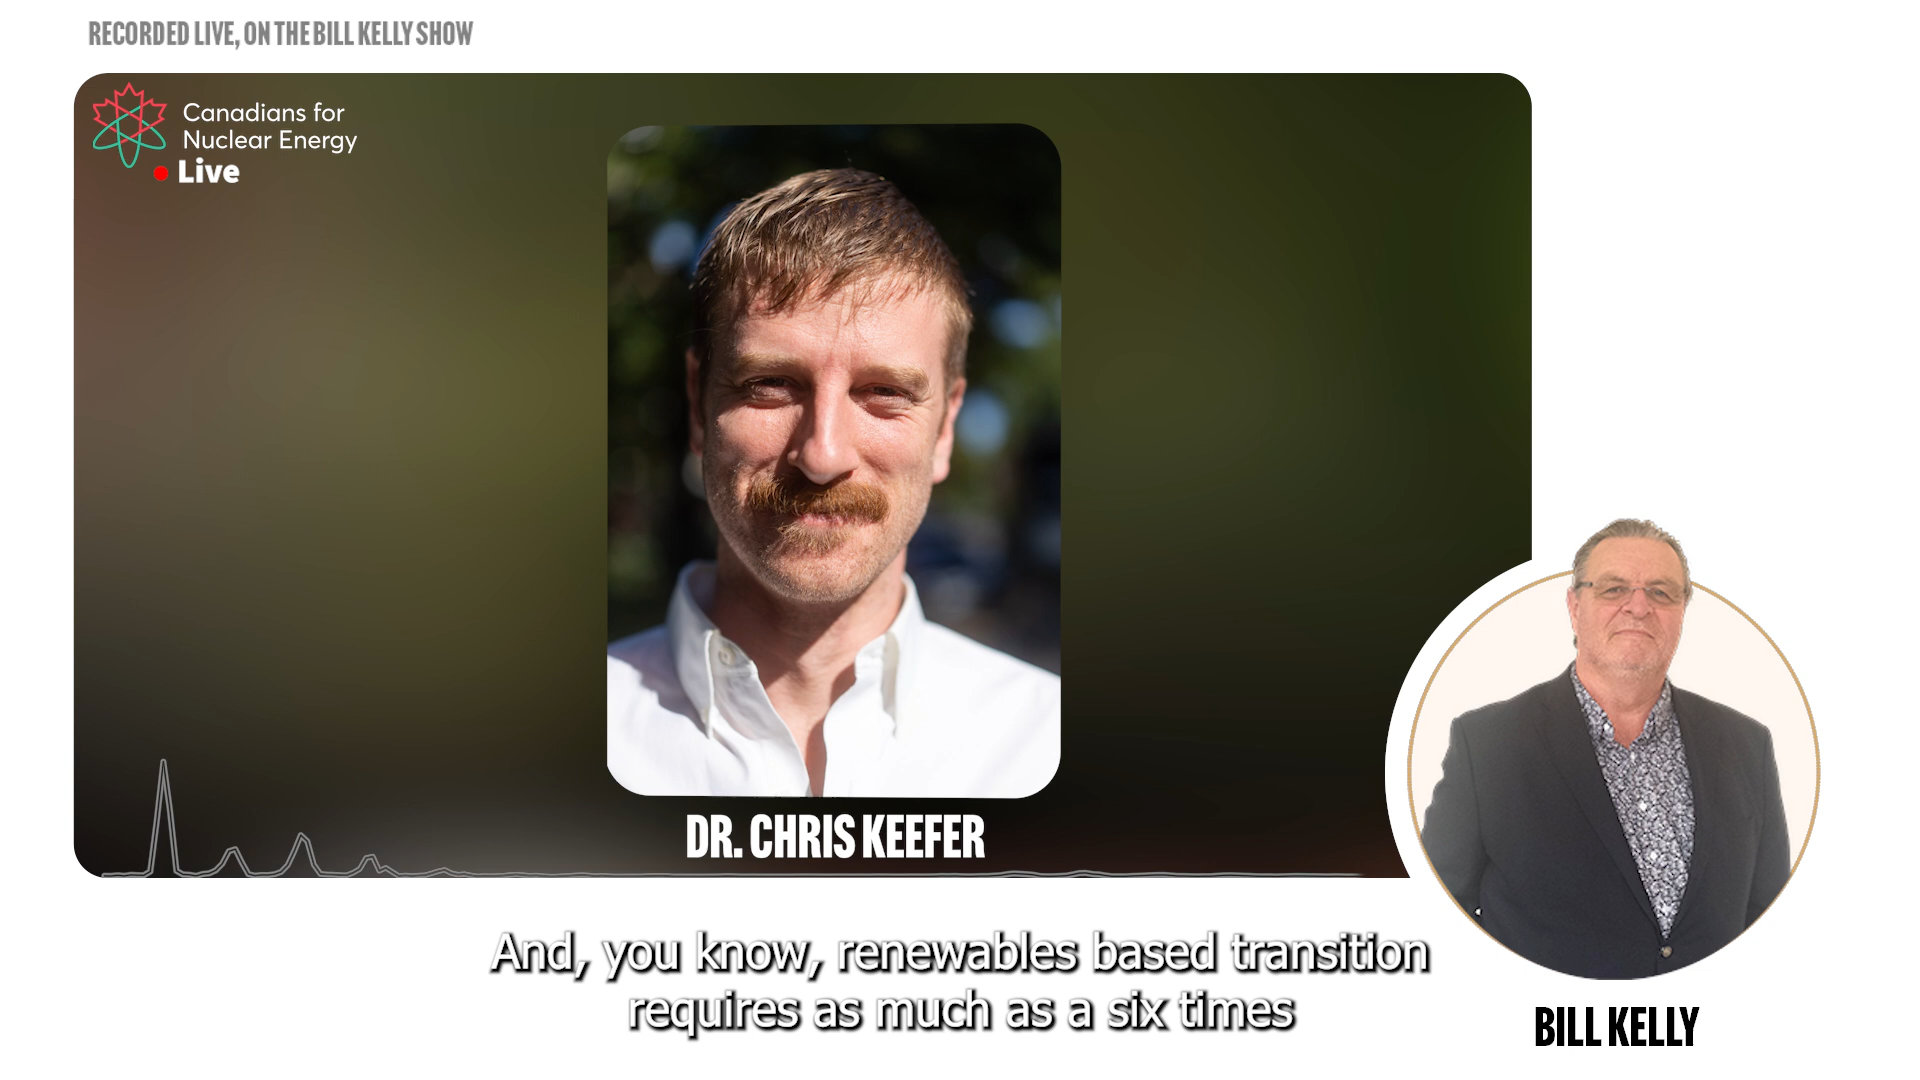 RECORDED LIVE, ON THE BILL KELLY SHOW
Canadians for
Nuclear Energy
Live
DR. CHRIS KEEFER
And, you know, renewables based transition
requires as much as a six times
BILL KELLY